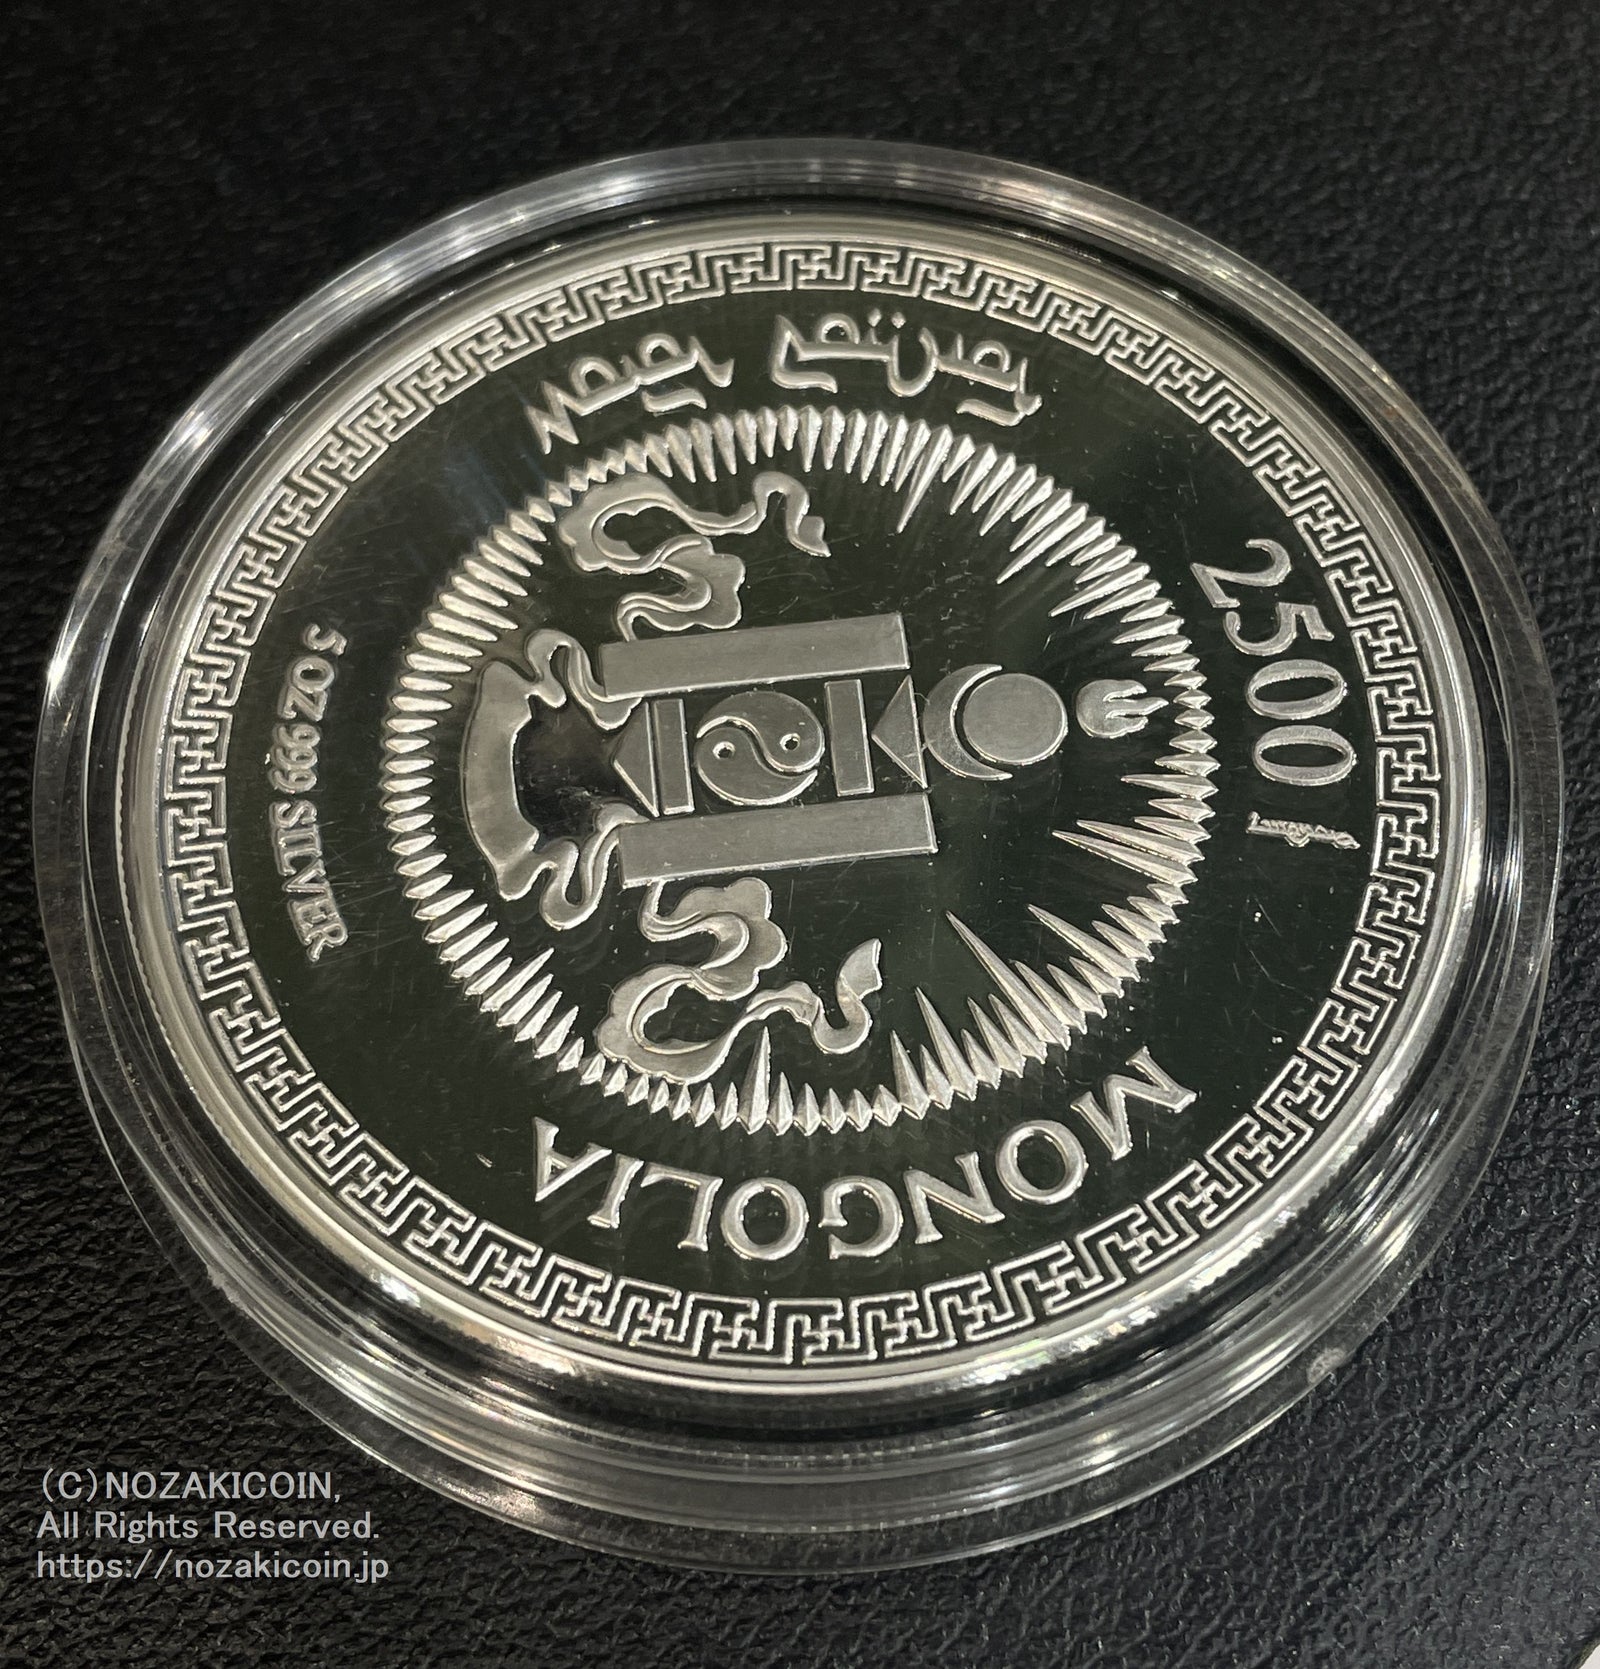 2500
MONGOLIA
5 OZ 999 SILVER
(C)NOZAKICOIN,
All Rights Reserved.
https://nozakicoin.jp